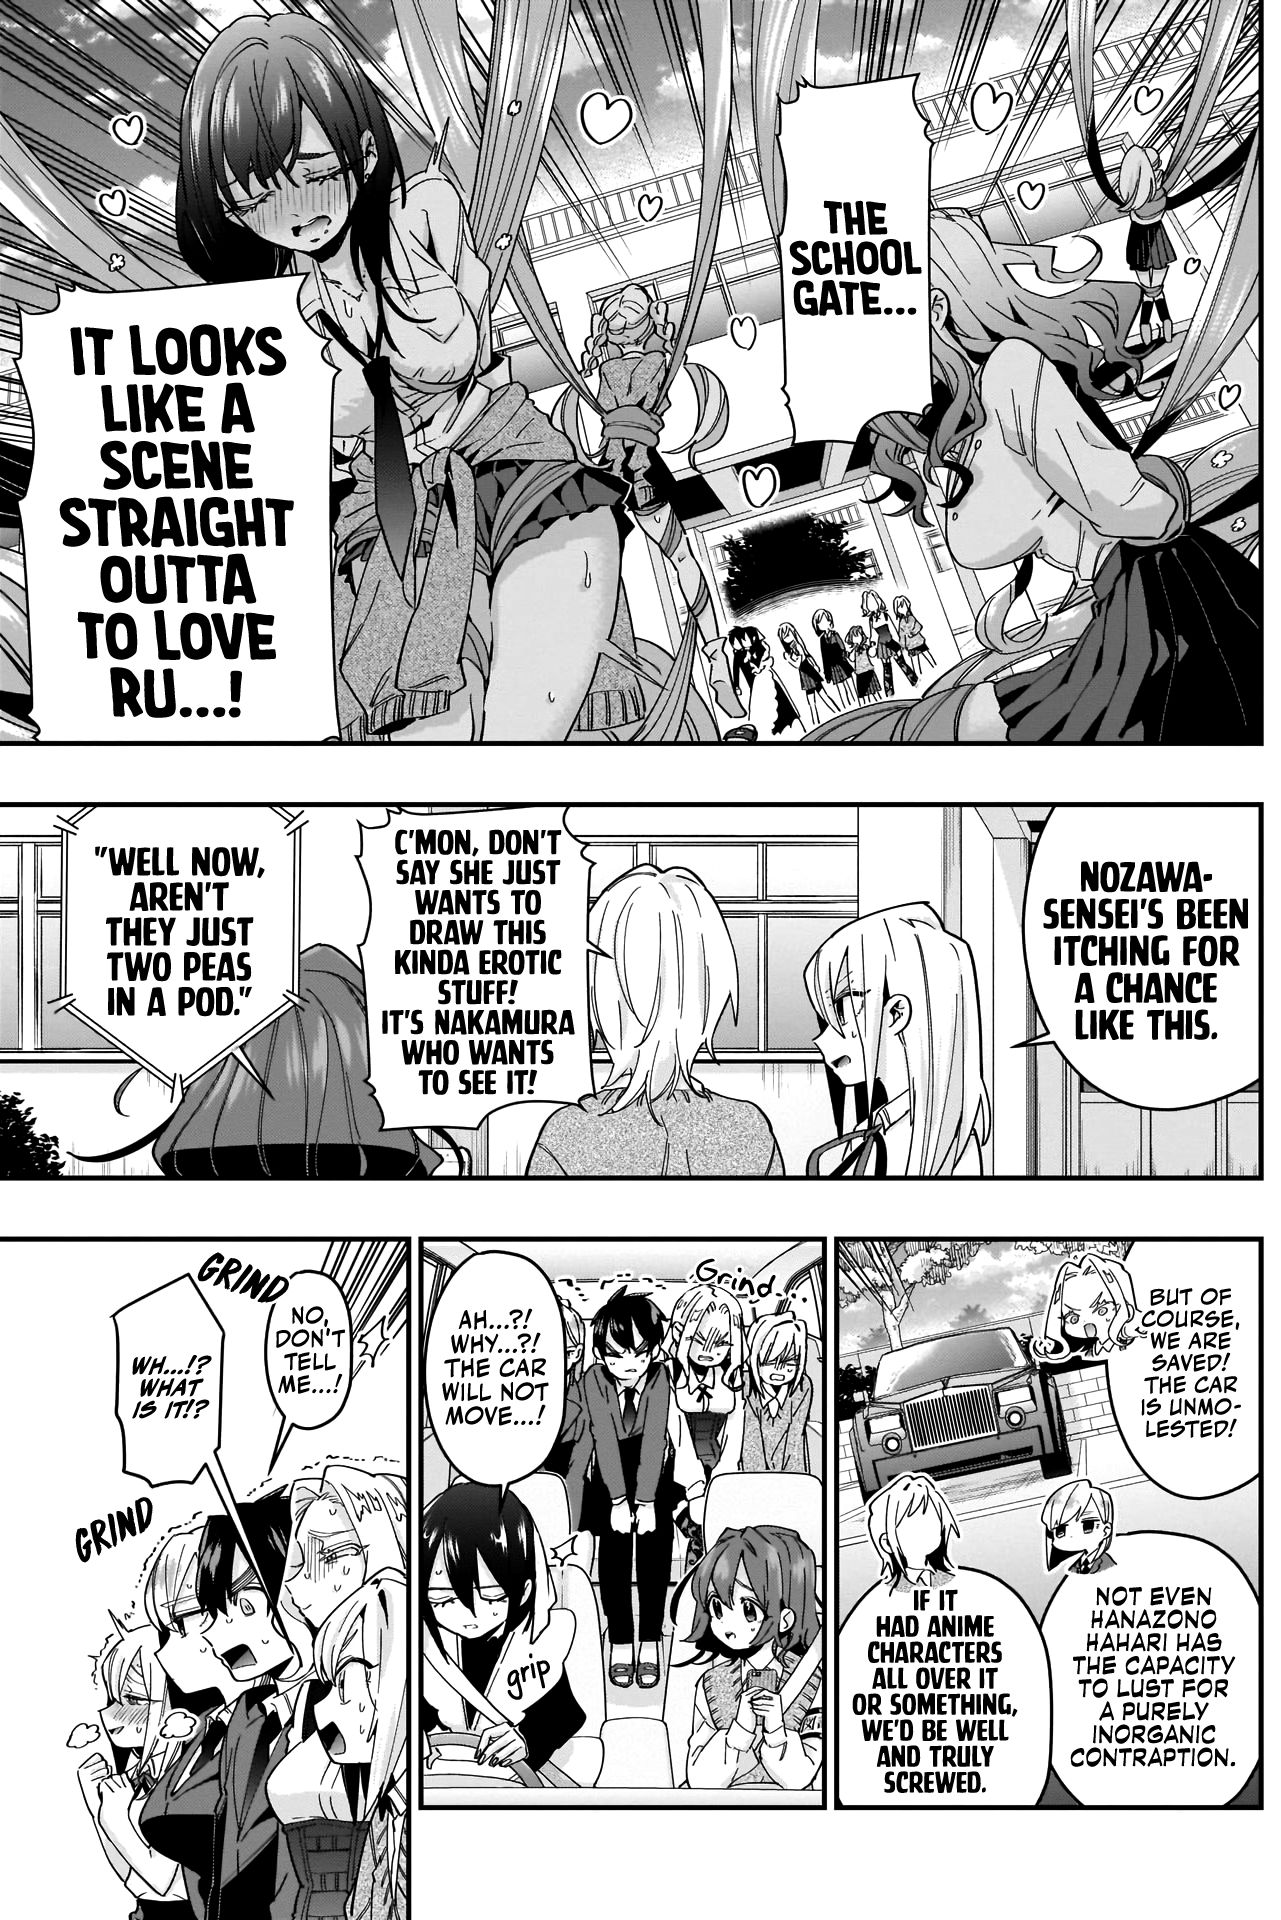 THE
SCHOOL
GATE...
IT LOOKS
LIKE A
SCENE
STRAIGHT
OUTTA
TO LOVE
RU...!
NOZAWA-
SENSEI'S BEEN
ITCHING FOR
A CHANCE
LIKE THIS.
C'MON, DON'T
SAY SHE JUST
WANTS TO
DRAW THIS
KINDA EROTIC
STUFF!
IT'S NAKAMURA
WHO WANTS
TO SEE IT!
"WELL NOW,
AREN'T
THEY JUST
TWO PEAS
IN A POD."
BUT OF
COURSE,
WE ARE
SAVED!
THE CAR
IS UNMO-
LESTED!
NOT EVEN
HANAZONO
HAHARI HAS
THE CAPACITY
TO LUST FOR
A PURELY
INORGANIC
CONTRAPTION.
IF IT
HAD ANIME
CHARACTERS
ALL OVER IT
OR SOMETHING,
WE'D BE WELL
AND TRULY
SCREWED.
Grind...
AH...?!
WHY...?!
THE CAR
WILL NOT
MOVE...!
grip
GRIND
NO,
DON'T
TELL
ME...!
WH...!?
WHAT
IS IT!?
GRIND